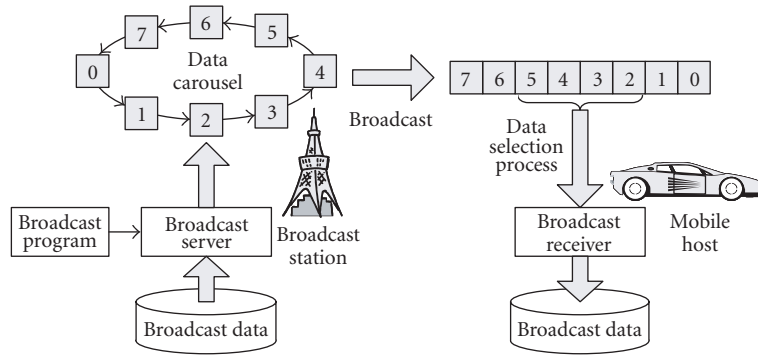 7
6
5
0
Data
carousel
4
1
2
3
Broadcast
7 6 5 4 3 2 1 0
Data
selection
process
Broadcast
program
Broadcast
server
Broadcast
station
Broadcast
receiver
Mobile
host
Broadcast data
Broadcast data